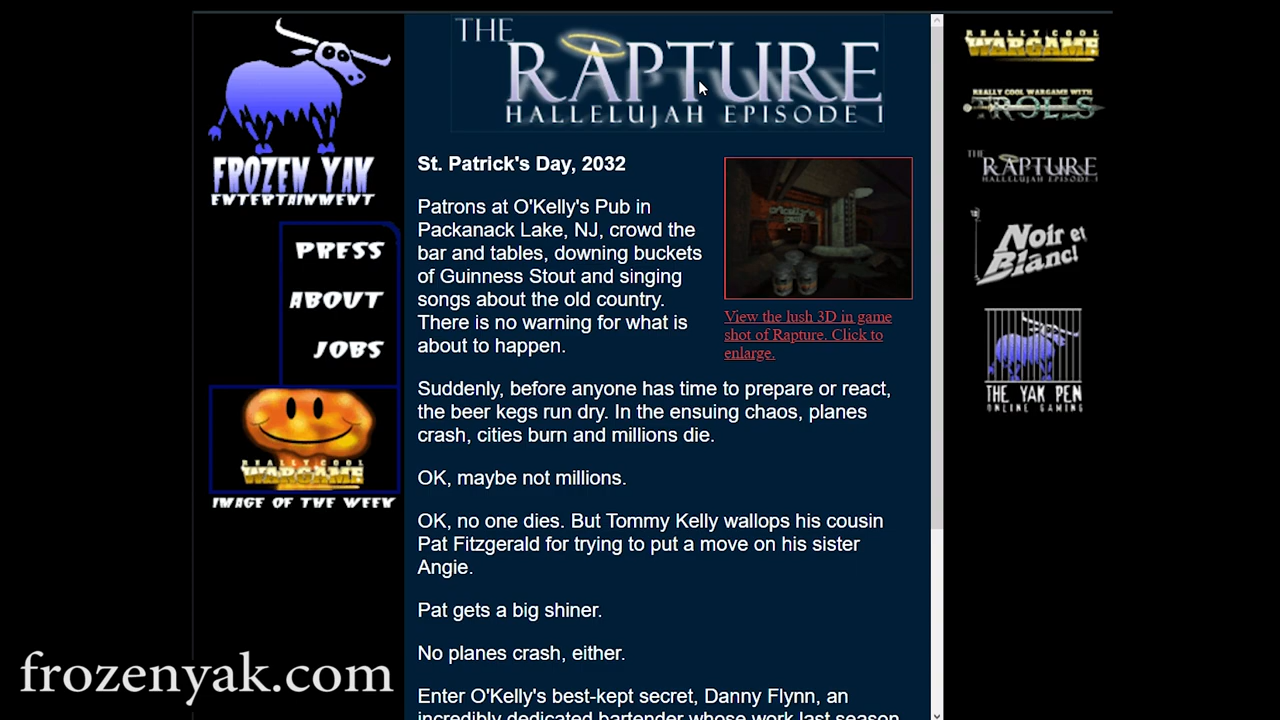 FROZEN YAK
ENTERTAINMENT
PRESS
ABOUT
JOBS
REALLY COOL
WARGAME
IMAGE OF THE WEEK
frozenyak.com
THE
RAPTURE
HALLELUJAH EPISODE I
St. Patrick's Day, 2032
Patrons at O'Kelly's Pub in
Packanack Lake, NJ, crowd the
bar and tables, downing buckets
of Guinness Stout and singing
songs about the old country.
There is no warning for what is
about to happen.
View the lush 3D in game
shot of Rapture. Click to
enlarge.
Suddenly, before anyone has time to prepare or react,
the beer kegs run dry. In the ensuing chaos, planes
crash, cities burn and millions die.
OK, maybe not millions.
OK, no one dies. But Tommy Kelly wallops his cousin
Pat Fitzgerald for trying to put a move on his sister
Angie.
Pat gets a big shiner.
No planes crash, either.
Enter O'Kelly's best-kept secret, Danny Flynn, an
incredibly dedicated bartender whose work last season
REALLY COOL
WARGAME
REALLY COOL WARGAME WITH
TROLLS
THE
RAPTURE
HALLELUJAH EPISODE I
Noir et
Blanc!
THE YAK PEN
ONLINE GAMING